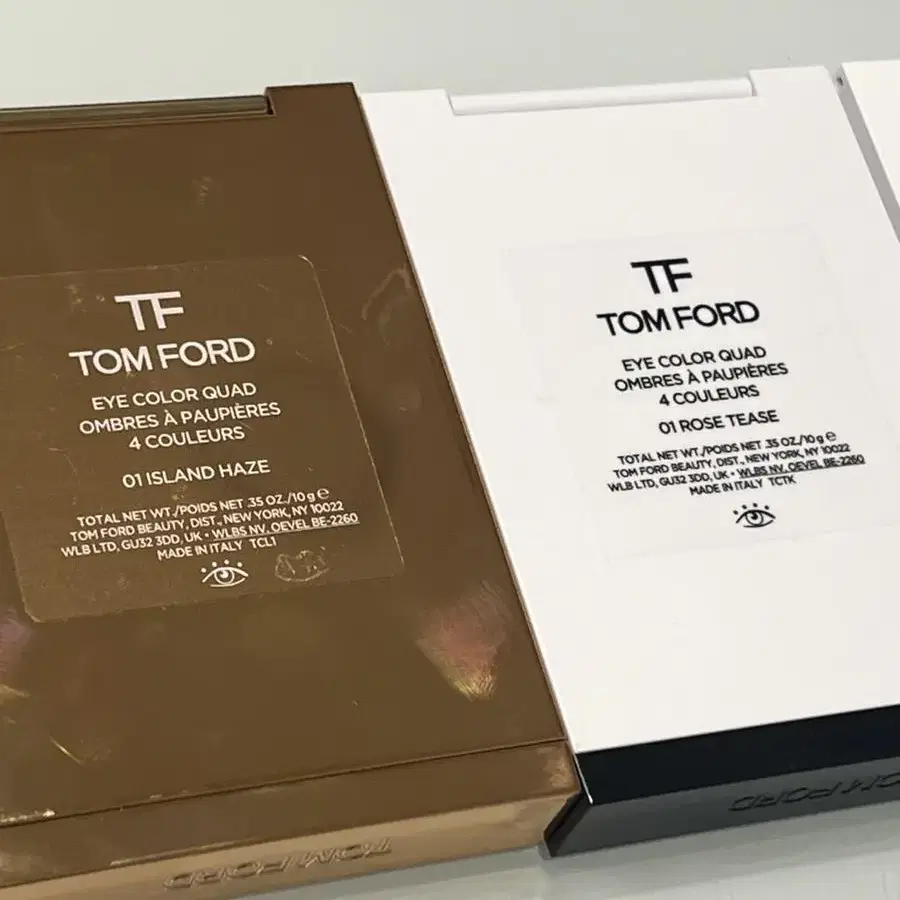 TF
TOM FORD
EYE COLOR QUAD
OMBRES À PAUPIÈRES
4 COULEURS
01 ISLAND HAZE
TOTAL NET WT./POIDS NET .35 OZ./10 g ℮
TOM FORD BEAUTY, DIST., NEW YORK, NY 10022
WLB LTD, GU32 3DD, UK • WLBS NV, OEVEL BE-2260
MADE IN ITALY TCL1
TOM FORD
TF
TOM FORD
EYE COLOR QUAD
OMBRES À PAUPIÈRES
4 COULEURS
01 ROSE TEASE
TOTAL NET WT./POIDS NET .35 OZ./10 g ℮
TOM FORD BEAUTY, DIST., NEW YORK, NY 10022
WLB LTD, GU32 3DD, UK • WLBS NV, OEVEL BE-2260
MADE IN ITALY TCTK
TOM FORD